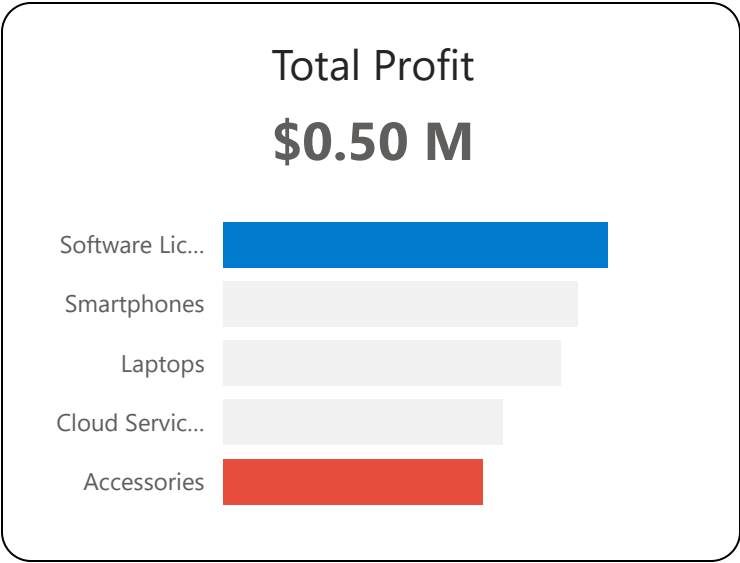 Total Profit
$0.50 M
Software Lic...
Smartphones
Laptops
Cloud Servic...
Accessories